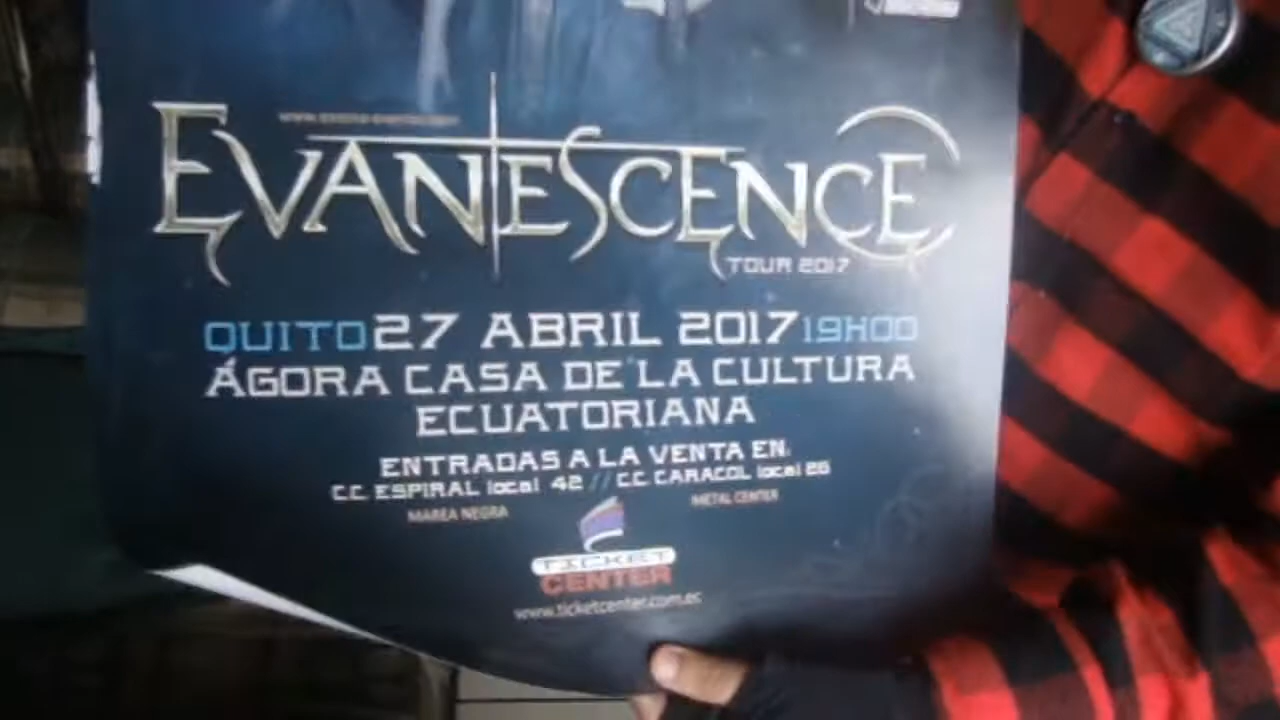 EVANESCENCE
TOUR 2017
QUITO 27 ABRIL 2017 19H00
ÁGORA CASA DE LA CULTURA
ECUATORIANA
ENTRADAS A LA VENTA EN:
C.C. ESPIRAL local 42 // C.C. CARACOL local 26
MAREA NEGRA METAL CENTER
TICKET
CENTER
www.ticketcenter.com.ec